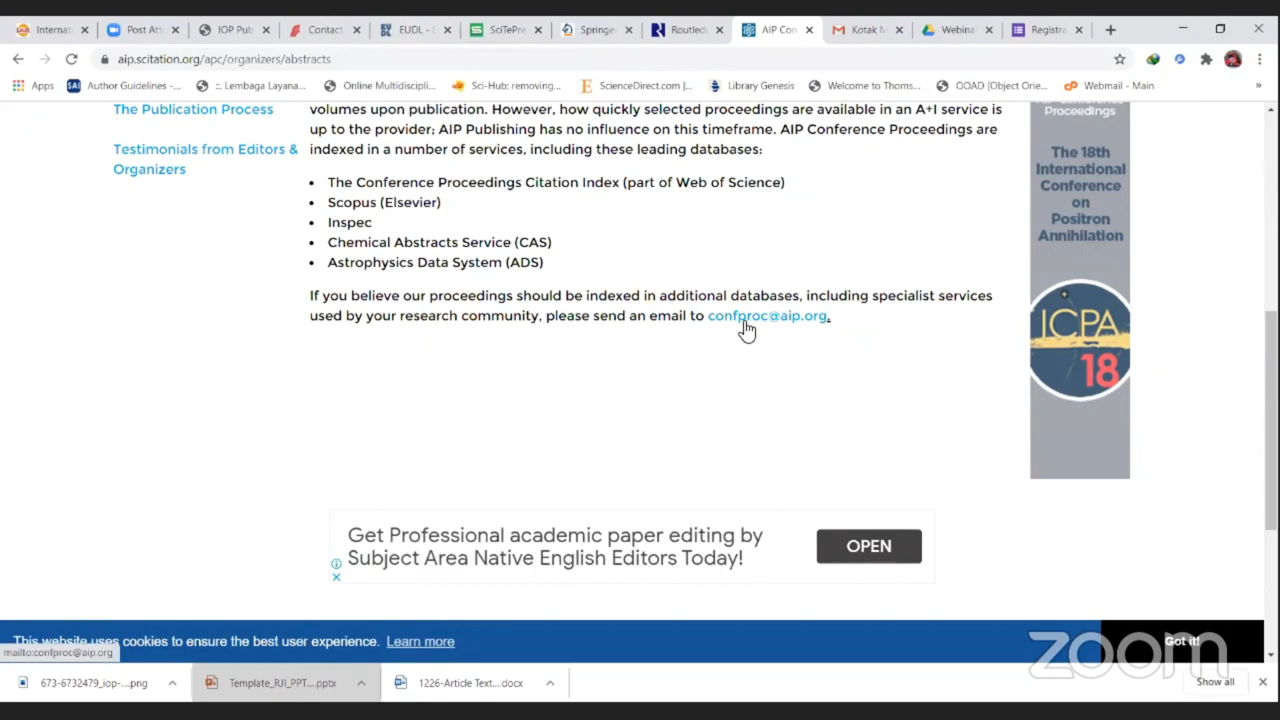 Internat
Post Att
IOP Pub
Contact
EUDL - E
SciTePre
Springe
Routled
AIP Con
Kotak M
Webina
Registra
aip.scitation.org/apc/organizers/abstracts
Apps
SAI
Author Guidelines -...
:: Lembaga Layana...
Online Multidiscipli...
Sci-Hub: removing...
ScienceDirect.com |...
Library Genesis
Welcome to Thoms...
OOAD (Object Orie...
Webmail - Main
»
The Publication Process
Testimonials from Editors &
Organizers
volumes upon publication. However, how quickly selected proceedings are available in an A+I service is
up to the provider; AIP Publishing has no influence on this timeframe. AIP Conference Proceedings are
indexed in a number of services, including these leading databases:
• The Conference Proceedings Citation Index (part of Web of Science)
• Scopus (Elsevier)
• Inspec
• Chemical Abstracts Service (CAS)
• Astrophysics Data System (ADS)
If you believe our proceedings should be indexed in additional databases, including specialist services
used by your research community, please send an email to confproc@aip.org.
Proceedings
The 18th
International
Conference
on
Positron
Annihilation
ICPA
18
Get Professional academic paper editing by
Subject Area Native English Editors Today!
OPEN
This website uses cookies to ensure the best user experience. Learn more
Got it!
mailto:confproc@aip.org
zoom
673-6732479_iop-....png
Template_RJI_PPT....pptx
1226-Article Text....docx
Show all